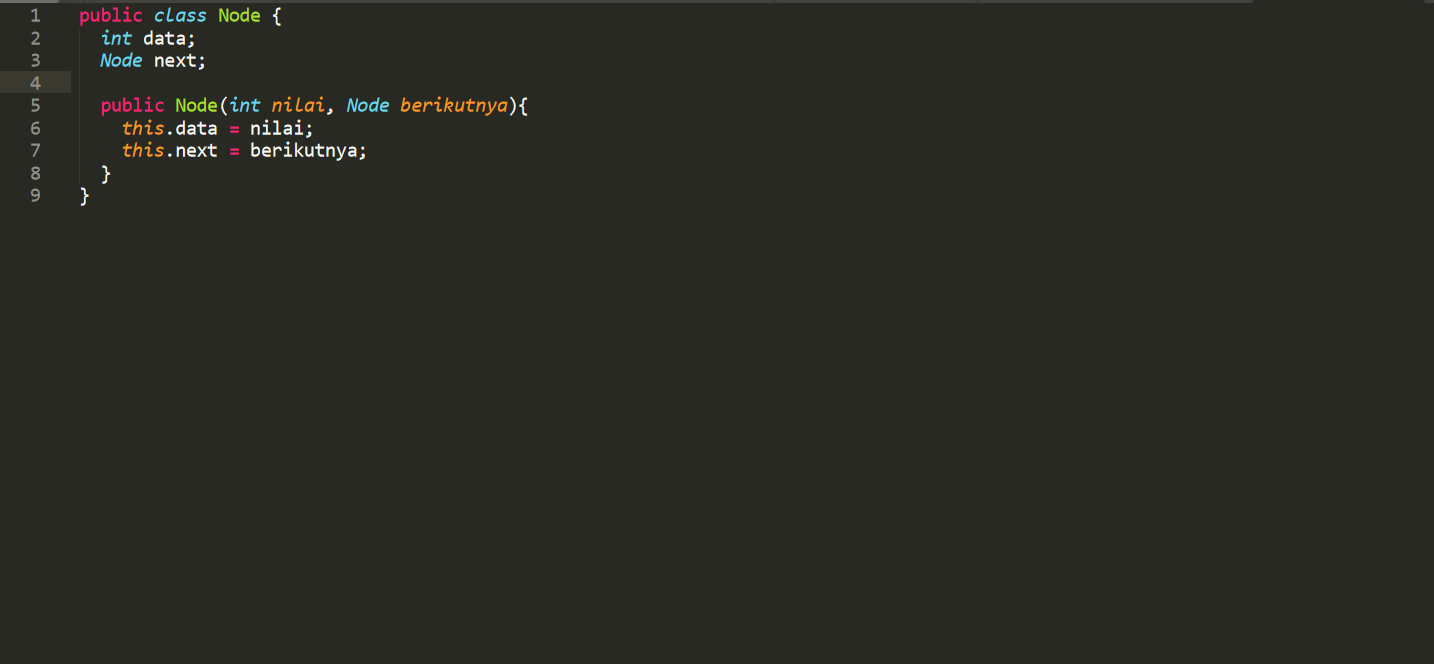 1 public class Node {
2   int data;
3   Node next;
4
5   public Node(int nilai, Node berikutnya){
6     this.data = nilai;
7     this.next = berikutnya;
8   }
9 }